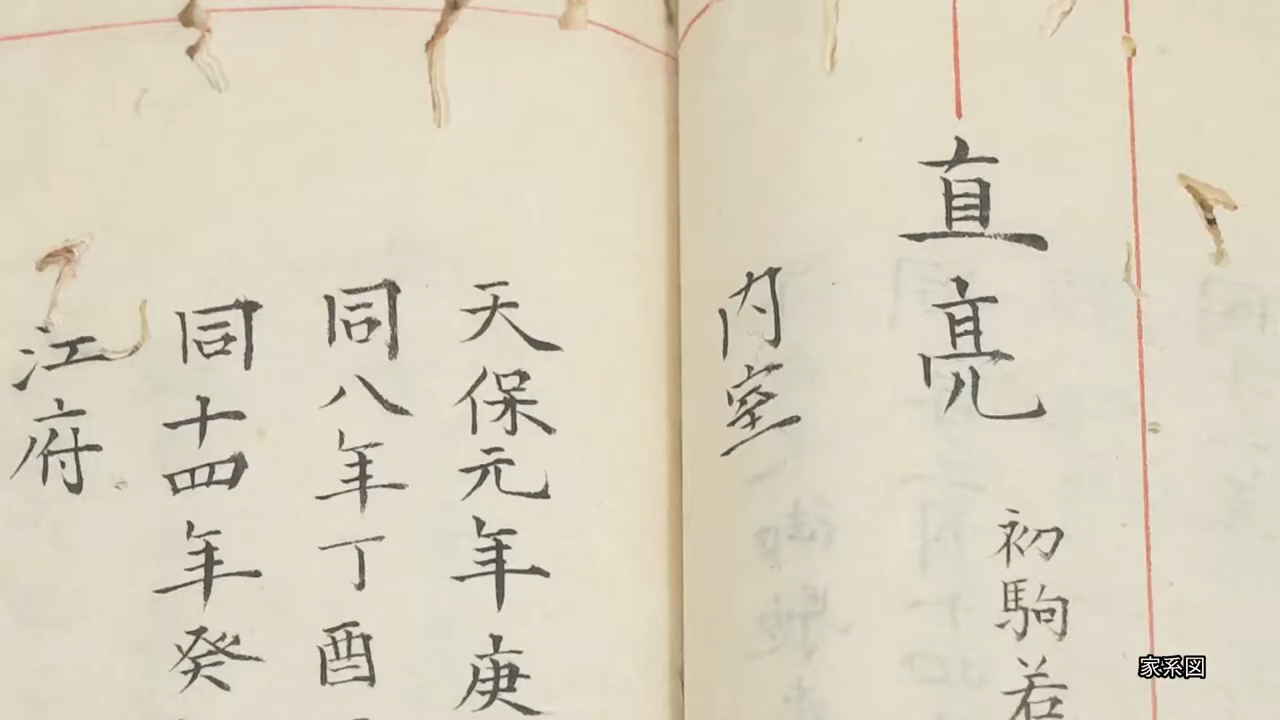 直亮
初駒若
内室
天保元年庚
同八年丁酉
同十四年癸
江府
家系図